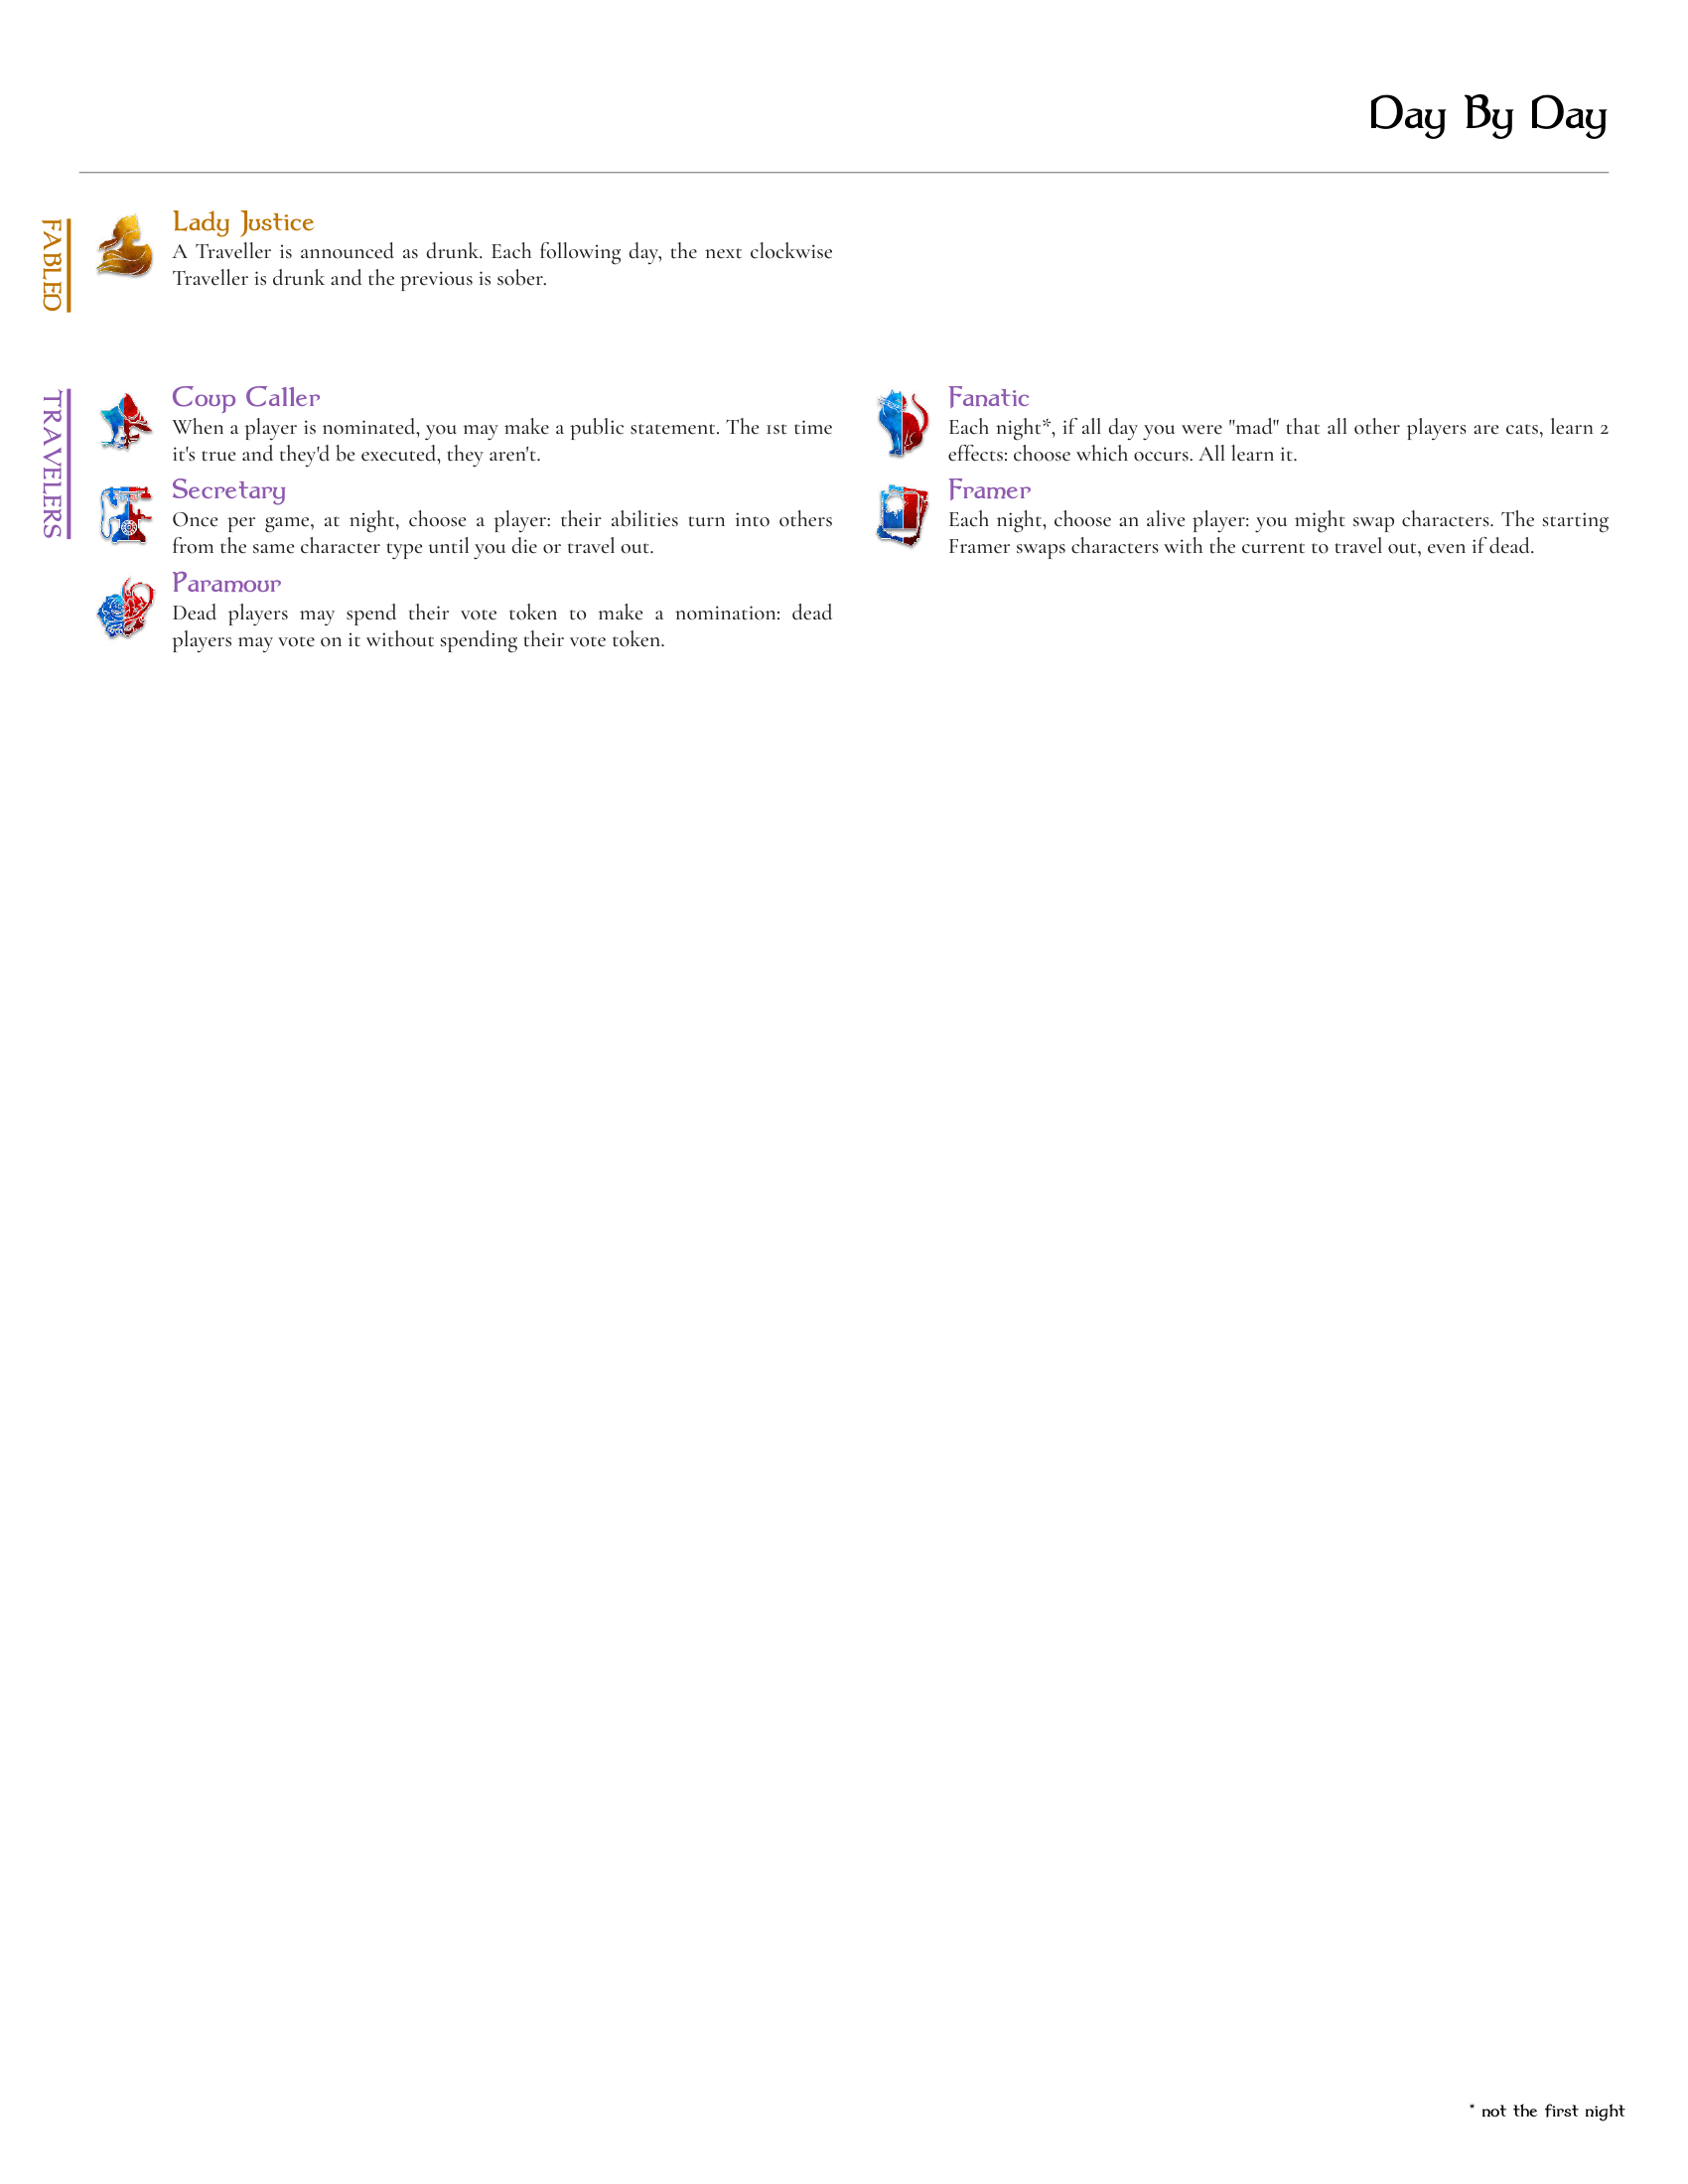 Day By Day
FABLED
Lady Justice
A Traveller is announced as drunk. Each following day, the next clockwise
Traveller is drunk and the previous is sober.
TRAVELERS
Coup Caller
When a player is nominated, you may make a public statement. The 1st time
it's true and they'd be executed, they aren't.
Fanatic
Each night*, if all day you were "mad" that all other players are cats, learn 2
effects: choose which occurs. All learn it.
Secretary
Once per game, at night, choose a player: their abilities turn into others
from the same character type until you die or travel out.
Framer
Each night, choose an alive player: you might swap characters. The starting
Framer swaps characters with the current to travel out, even if dead.
Paramour
Dead players may spend their vote token to make a nomination: dead
players may vote on it without spending their vote token.
* not the first night